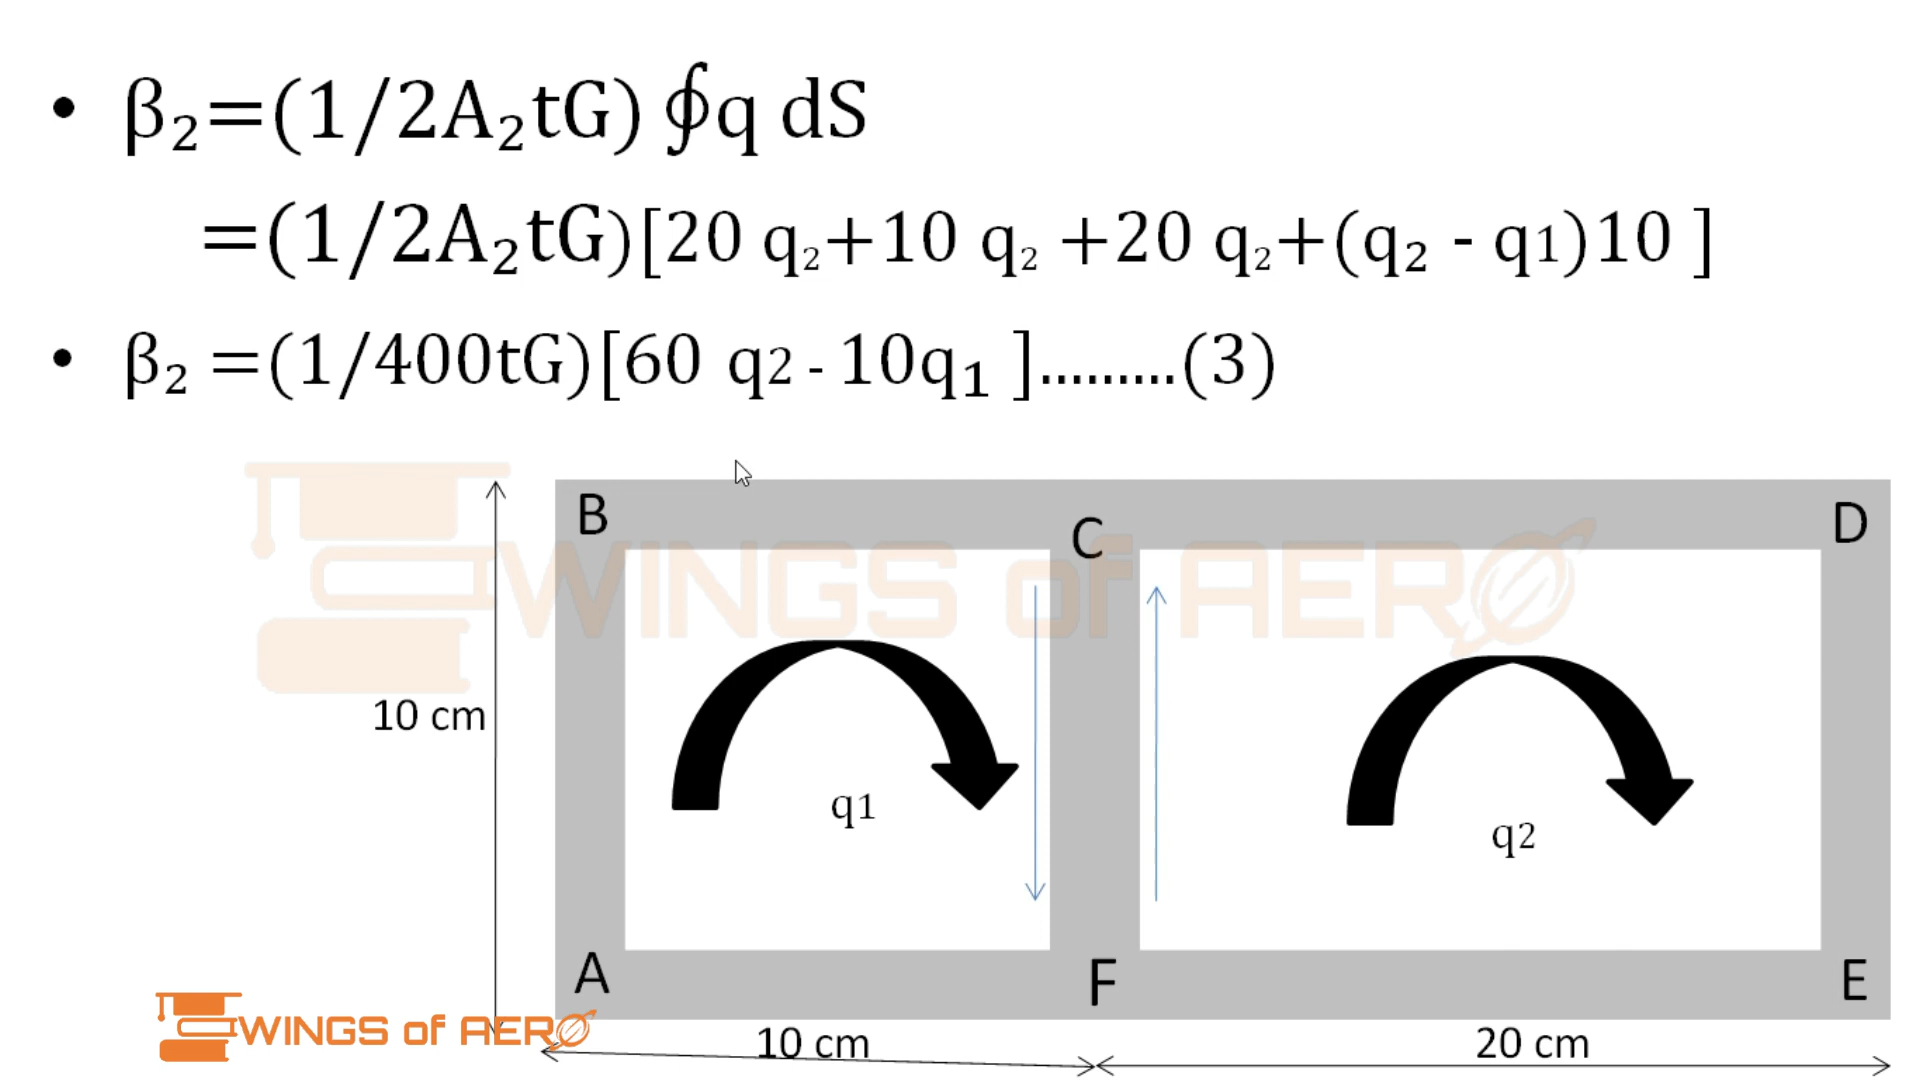 • β₂=(1/2A₂tG) ∮q dS
=(1/2A₂tG)[20 q₂+10 q₂ +20 q₂+(q₂ - q1)10 ]
• β₂ =(1/400tG)[60 q2 - 10q₁ ].........(3)
B C D
WINGS of AERO
10 cm
q1
q2
A F E
WINGS of AERO
10 cm 20 cm